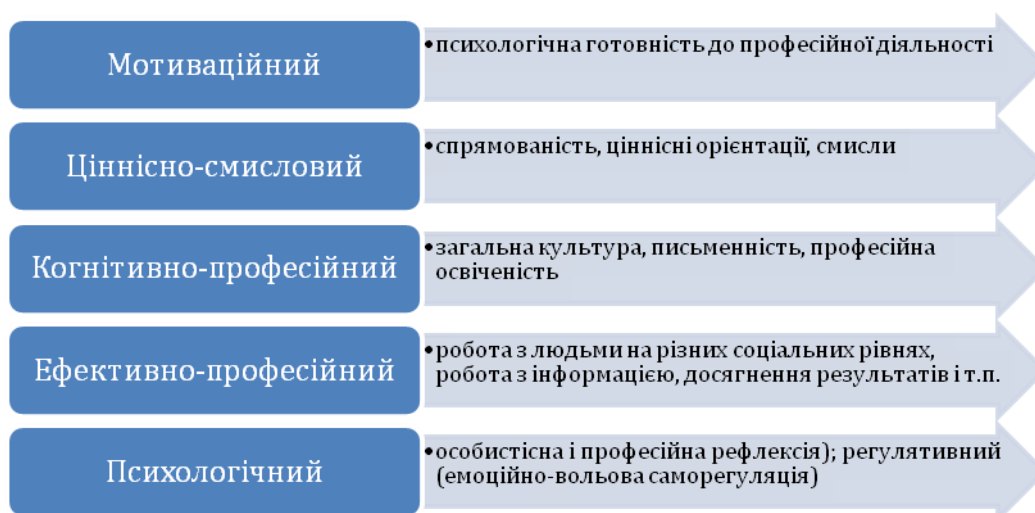 Мотиваційний
•психологічна готовність до професійної діяльності
Ціннісно-смисловий
•спрямованість, ціннісні орієнтації, смисли
Когнітивно-професійний
•загальна культура, письменність, професійна
освіченість
Ефективно-професійний
•робота з людьми на різних соціальних рівнях,
робота з інформацією, досягнення результатів і т.п.
Психологічний
•особистісна і професійна рефлексія); регулятивний
(емоційно-вольова саморегуляція)